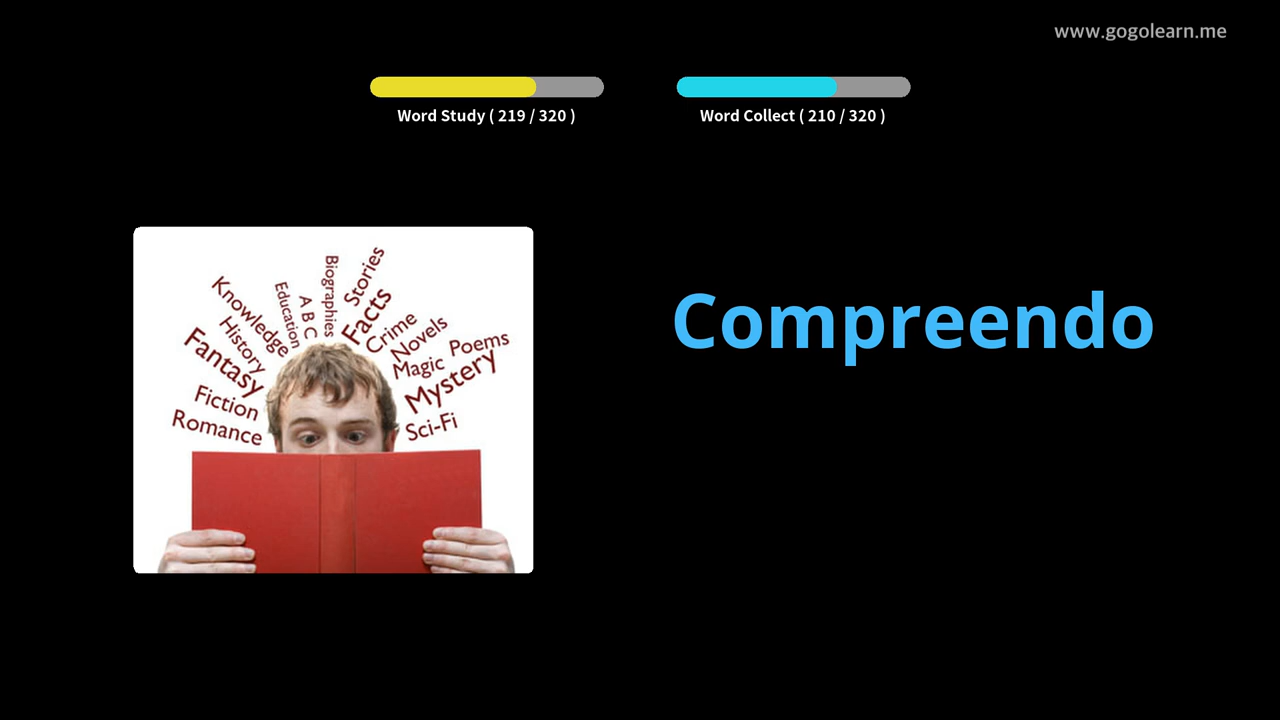 www.gogolearn.me
Word Study ( 219 / 320 )
Word Collect ( 210 / 320 )
Compreendo
Knowledge
Education
A B C
Biographies
Stories
Facts
History
Crime
Novels
Fantasy
Magic
Poems
Mystery
Fiction
Romance
Sci-Fi